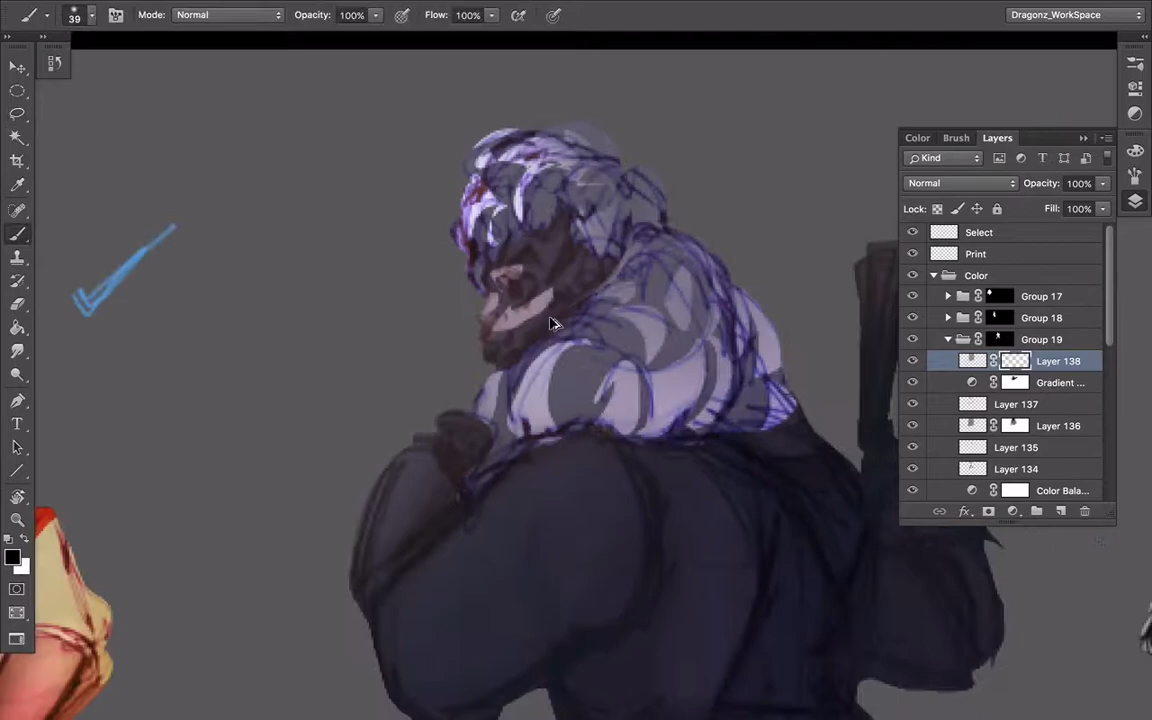 39 Mode: Normal Opacity: 100% Flow: 100% Dragonz_WorkSpace
Color Brush Layers
Kind
Normal Opacity: 100%
Lock: Fill: 100%
Select
Print
Color
Group 17
Group 18
Group 19
Layer 138
Gradient ...
Layer 137
Layer 136
Layer 135
Layer 134
Color Bala...
fx